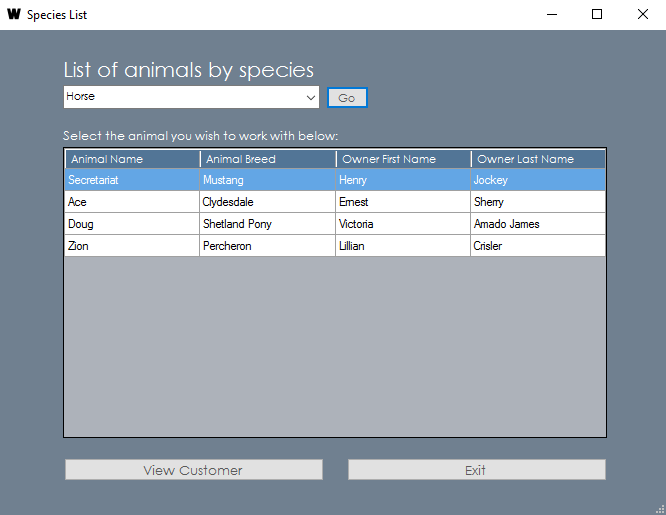 W Species List
List of animals by species
Horse Go
Select the animal you wish to work with below:
Animal Name Animal Breed Owner First Name Owner Last Name
Secretariat Mustang Henry Jockey
Ace Clydesdale Ernest Sherry
Doug Shetland Pony Victoria Amado James
Zion Percheron Lillian Crisler
View Customer Exit